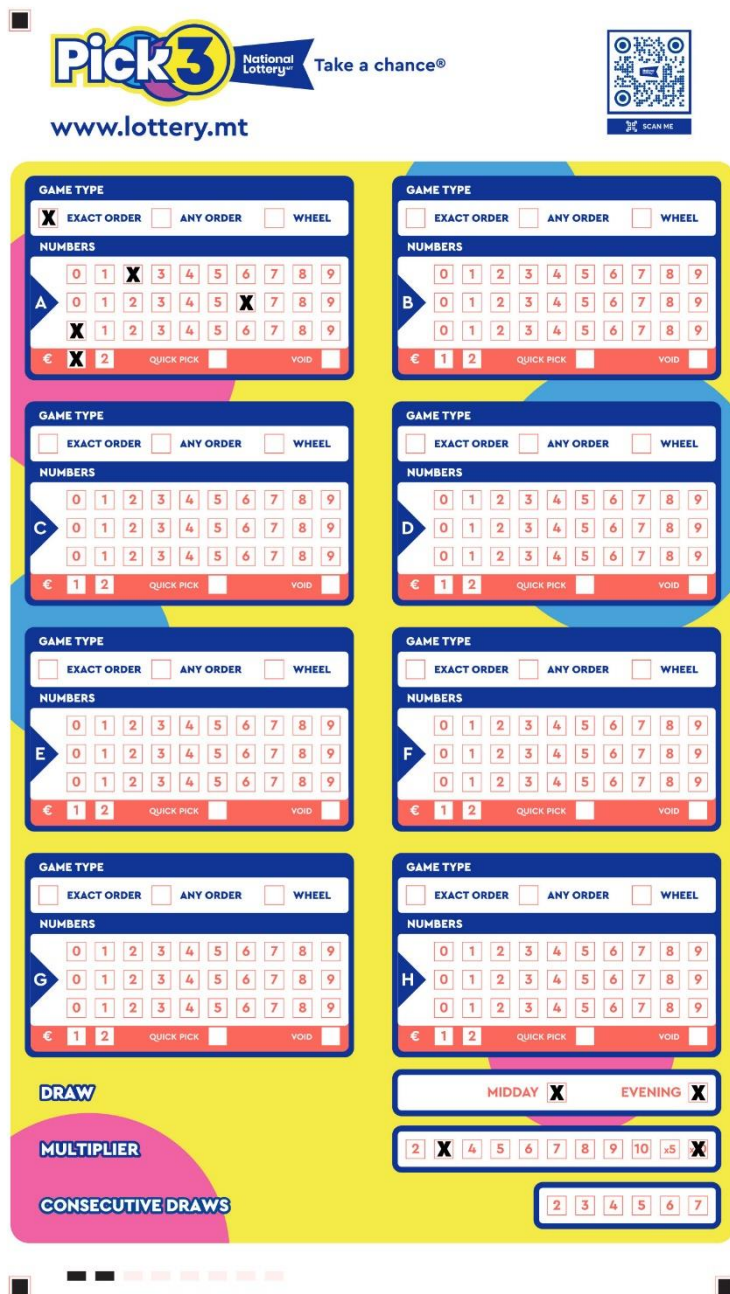 Pick3 National Lottery MT Take a chance®
www.lottery.mt
SCAN ME
GAME TYPE
X EXACT ORDER ANY ORDER WHEEL
NUMBERS
A
0 1 X 3 4 5 6 7 8 9
0 1 2 3 4 5 X 7 8 9
X 1 2 3 4 5 6 7 8 9
€ X 2 QUICK PICK VOID
GAME TYPE
EXACT ORDER ANY ORDER WHEEL
NUMBERS
B
0 1 2 3 4 5 6 7 8 9
0 1 2 3 4 5 6 7 8 9
0 1 2 3 4 5 6 7 8 9
€ 1 2 QUICK PICK VOID
GAME TYPE
EXACT ORDER ANY ORDER WHEEL
NUMBERS
C
0 1 2 3 4 5 6 7 8 9
0 1 2 3 4 5 6 7 8 9
0 1 2 3 4 5 6 7 8 9
€ 1 2 QUICK PICK VOID
GAME TYPE
EXACT ORDER ANY ORDER WHEEL
NUMBERS
D
0 1 2 3 4 5 6 7 8 9
0 1 2 3 4 5 6 7 8 9
0 1 2 3 4 5 6 7 8 9
€ 1 2 QUICK PICK VOID
GAME TYPE
EXACT ORDER ANY ORDER WHEEL
NUMBERS
E
0 1 2 3 4 5 6 7 8 9
0 1 2 3 4 5 6 7 8 9
0 1 2 3 4 5 6 7 8 9
€ 1 2 QUICK PICK VOID
GAME TYPE
EXACT ORDER ANY ORDER WHEEL
NUMBERS
F
0 1 2 3 4 5 6 7 8 9
0 1 2 3 4 5 6 7 8 9
0 1 2 3 4 5 6 7 8 9
€ 1 2 QUICK PICK VOID
GAME TYPE
EXACT ORDER ANY ORDER WHEEL
NUMBERS
G
0 1 2 3 4 5 6 7 8 9
0 1 2 3 4 5 6 7 8 9
0 1 2 3 4 5 6 7 8 9
€ 1 2 QUICK PICK VOID
GAME TYPE
EXACT ORDER ANY ORDER WHEEL
NUMBERS
H
0 1 2 3 4 5 6 7 8 9
0 1 2 3 4 5 6 7 8 9
0 1 2 3 4 5 6 7 8 9
€ 1 2 QUICK PICK VOID
DRAW MIDDAY X EVENING X
MULTIPLIER 2 X 4 5 6 7 8 9 10 x5 X
CONSECUTIVE DRAWS 2 3 4 5 6 7